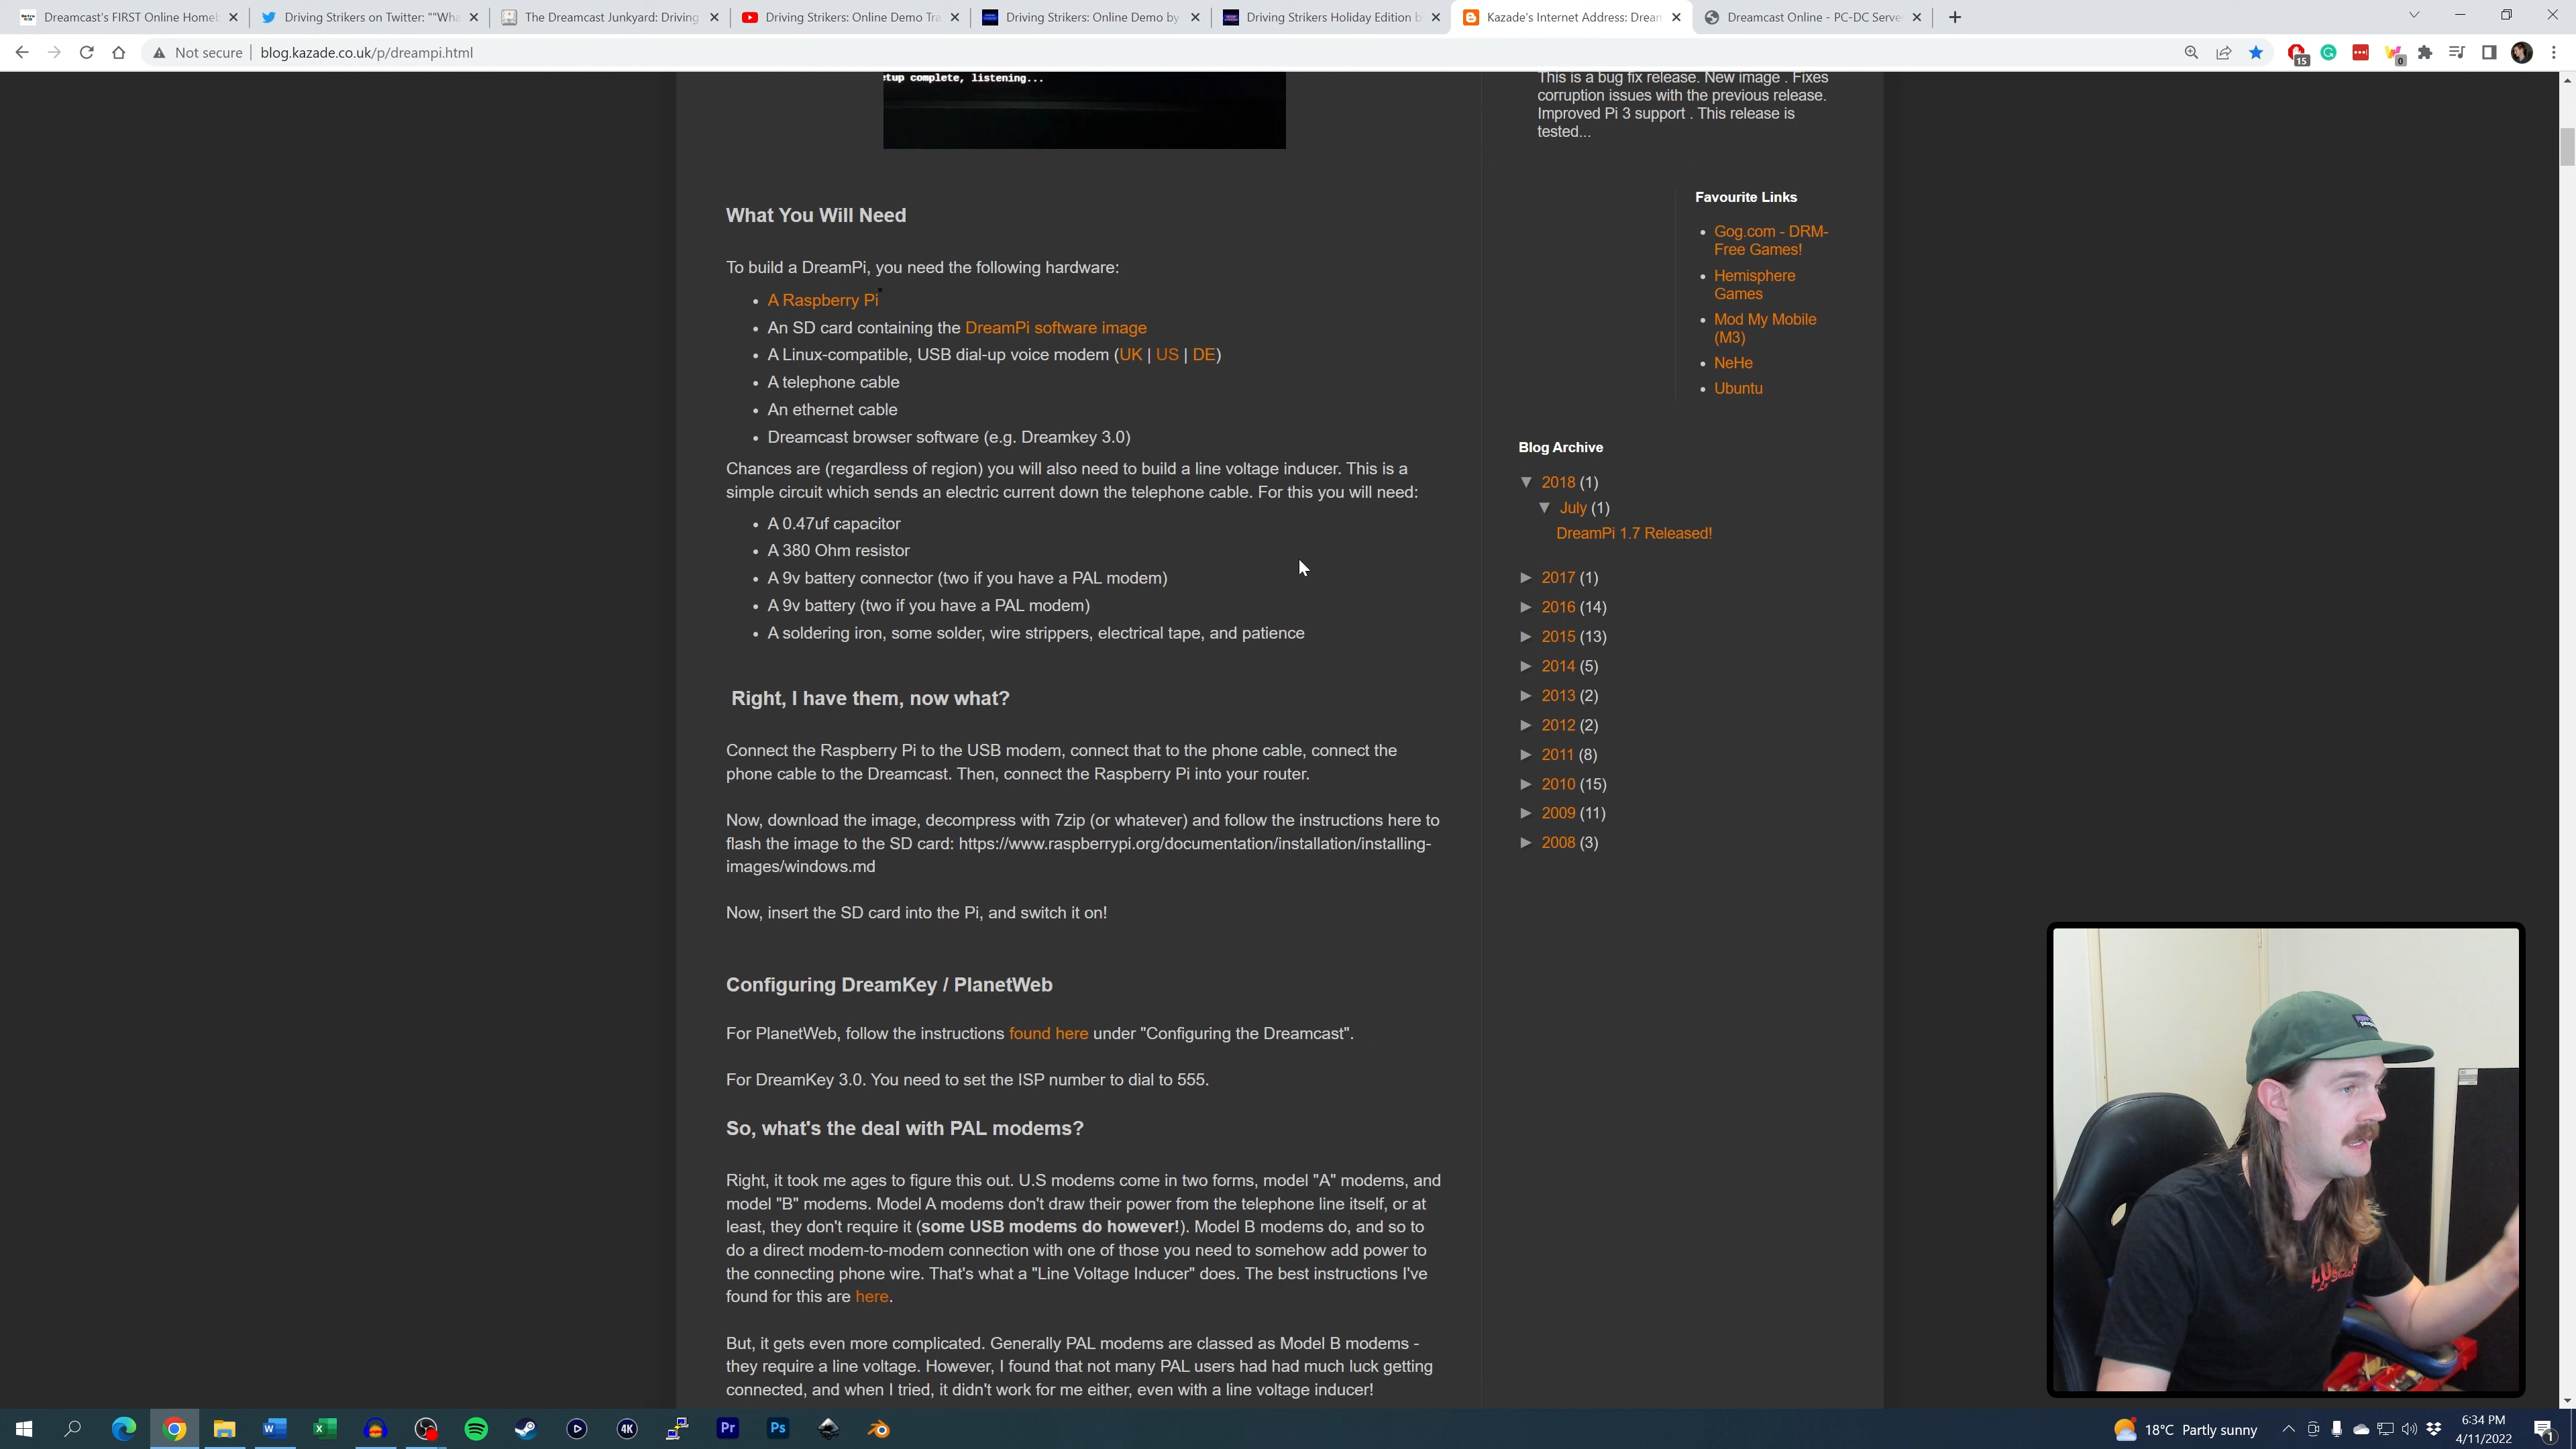 Dreamcast's FIRST Online Homeb
Driving Strikers on Twitter: ""Wha
The Dreamcast Junkyard: Driving
Driving Strikers: Online Demo Tra
Driving Strikers: Online Demo by
Driving Strikers Holiday Edition b
Kazade's Internet Address: Drean
Dreamcast Online - PC-DC Serve
Not secure
blog.kazade.co.uk/p/dreampi.html
15
0
etup complete, listening...
What You Will Need
To build a DreamPi, you need the following hardware:
• A Raspberry Pi
• An SD card containing the DreamPi software image
• A Linux-compatible, USB dial-up voice modem (UK | US | DE)
• A telephone cable
• An ethernet cable
• Dreamcast browser software (e.g. Dreamkey 3.0)
Chances are (regardless of region) you will also need to build a line voltage inducer. This is a
simple circuit which sends an electric current down the telephone cable. For this you will need:
• A 0.47uf capacitor
• A 380 Ohm resistor
• A 9v battery connector (two if you have a PAL modem)
• A 9v battery (two if you have a PAL modem)
• A soldering iron, some solder, wire strippers, electrical tape, and patience
Right, I have them, now what?
Connect the Raspberry Pi to the USB modem, connect that to the phone cable, connect the
phone cable to the Dreamcast. Then, connect the Raspberry Pi into your router.
Now, download the image, decompress with 7zip (or whatever) and follow the instructions here to
flash the image to the SD card: https://www.raspberrypi.org/documentation/installation/installing-
images/windows.md
Now, insert the SD card into the Pi, and switch it on!
Configuring DreamKey / PlanetWeb
For PlanetWeb, follow the instructions found here under "Configuring the Dreamcast".
For DreamKey 3.0. You need to set the ISP number to dial to 555.
So, what's the deal with PAL modems?
Right, it took me ages to figure this out. U.S modems come in two forms, model "A" modems, and
model "B" modems. Model A modems don't draw their power from the telephone line itself, or at
least, they don't require it (some USB modems do however!). Model B modems do, and so to
do a direct modem-to-modem connection with one of those you need to somehow add power to
the connecting phone wire. That's what a "Line Voltage Inducer" does. The best instructions I've
found for this are here.
But, it gets even more complicated. Generally PAL modems are classed as Model B modems -
they require a line voltage. However, I found that not many PAL users had had much luck getting
connected, and when I tried, it didn't work for me either, even with a line voltage inducer!
This is a bug fix release. New image . Fixes
corruption issues with the previous release.
Improved Pi 3 support . This release is
tested...
Favourite Links
• Gog.com - DRM-
Free Games!
• Hemisphere
Games
• Mod My Mobile
(M3)
• NeHe
• Ubuntu
Blog Archive
▼ 2018 (1)
▼ July (1)
DreamPi 1.7 Released!
► 2017 (1)
► 2016 (14)
► 2015 (13)
► 2014 (5)
► 2013 (2)
► 2012 (2)
► 2011 (8)
► 2010 (15)
► 2009 (11)
► 2008 (3)
4K
Pr
Ps
18°C Partly sunny
6:34 PM
4/11/2022
1